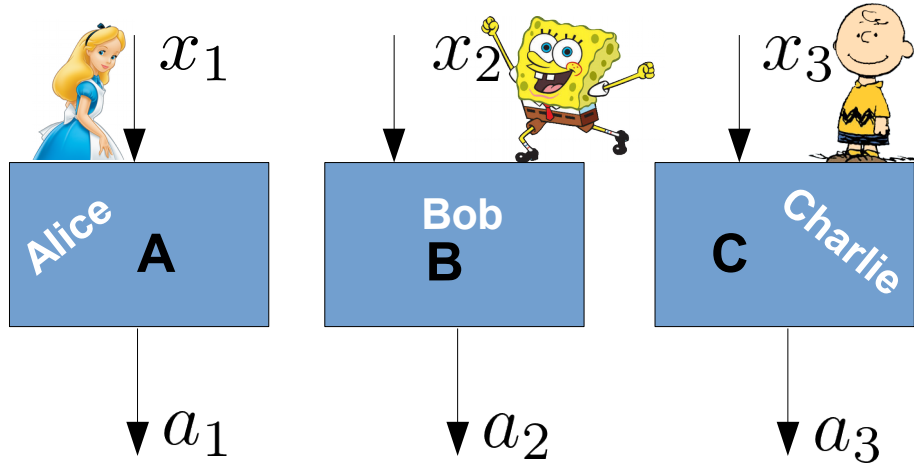 x₁ x₂ x₃
Alice Bob Charlie
A B C
a₁ a₂ a₃